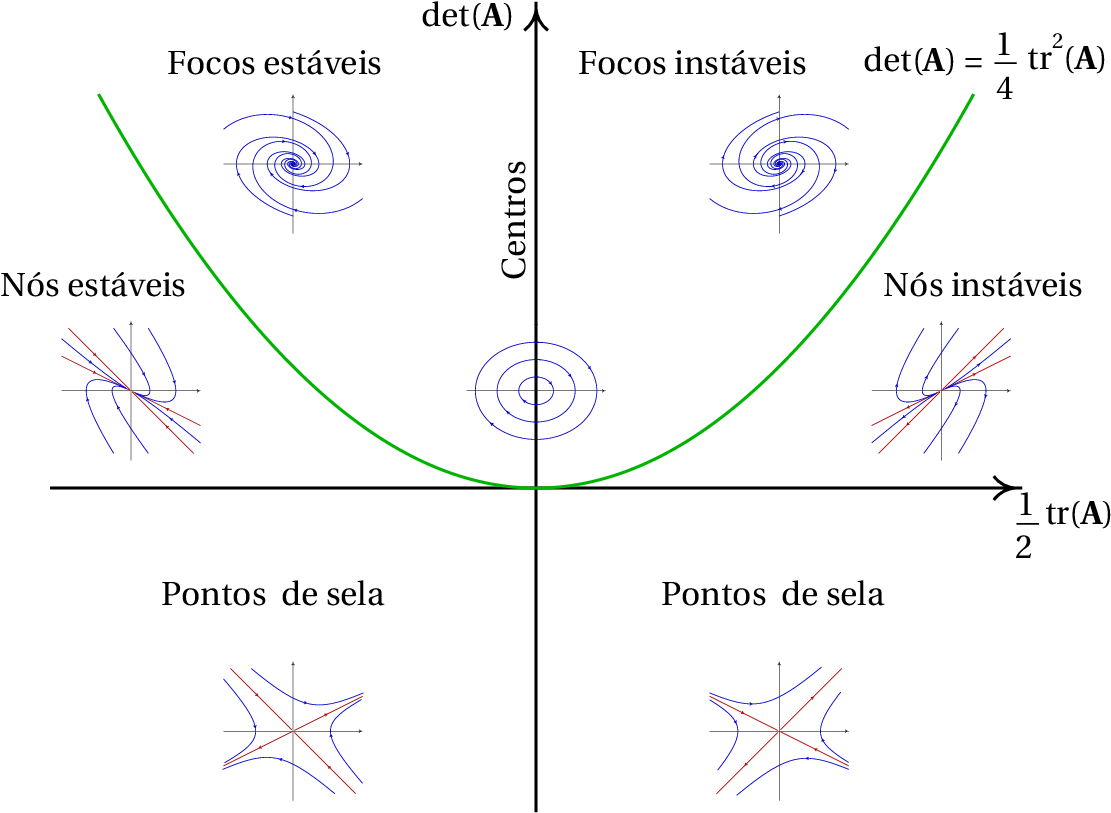 det(A)
Focos estáveis
Focos instáveis
det(A) = 1/4 tr²(A)
Centros
Nós estáveis
Nós instáveis
1/2 tr(A)
Pontos de sela
Pontos de sela